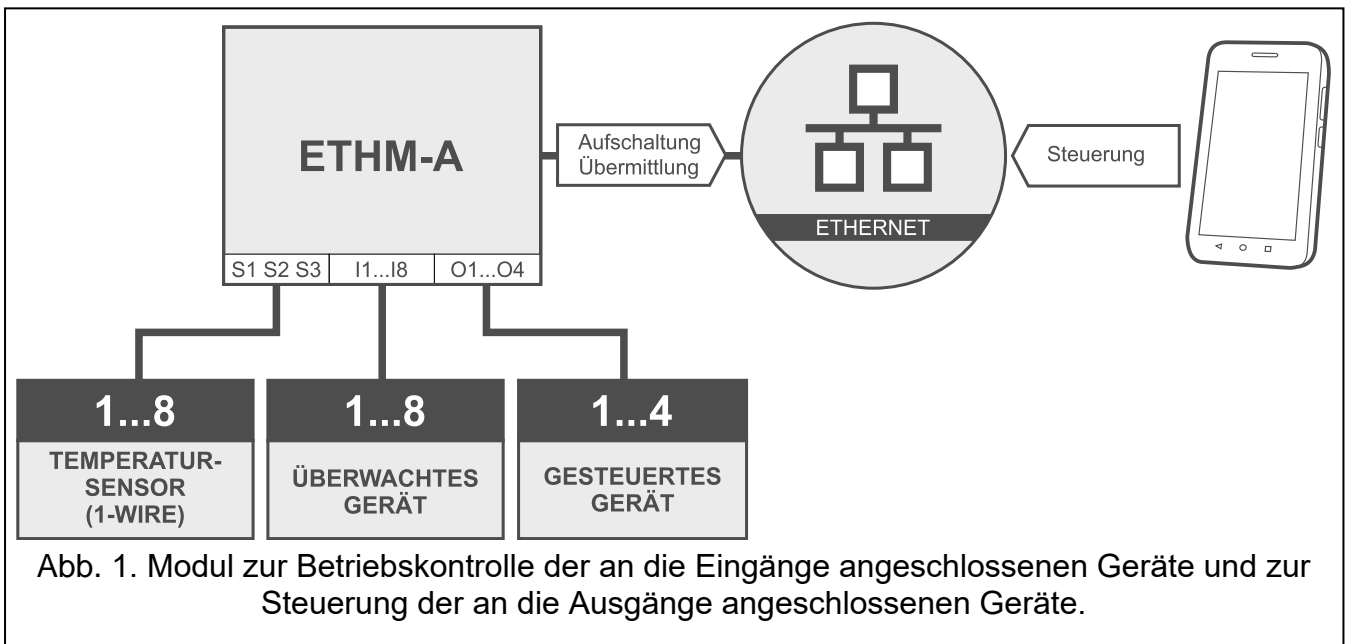 ETHM-A
Aufschaltung
Übermittlung
ETHERNET
Steuerung
S1 S2 S3
I1...I8
O1...O4
1...8
TEMPERATUR-
SENSOR
(1-WIRE)
1...8
ÜBERWACHTES
GERÄT
1...4
GESTEUERTES
GERÄT
Abb. 1. Modul zur Betriebskontrolle der an die Eingänge angeschlossenen Geräte und zur
Steuerung der an die Ausgänge angeschlossenen Geräte.